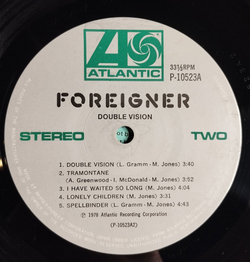 ATLANTIC
33⅓RPM
P-10523A
FOREIGNER
DOUBLE VISION
STEREO
TWO
1. DOUBLE VISION (L. Gramm - M. Jones) 3:40
2. TRAMONTANE
(A. Greenwood - I. McDonald - M. Jones) 3:52
3. I HAVE WAITED SO LONG (M. Jones) 4:04
4. LONELY CHILDREN (M. Jones) 3:31
5. SPELLBINDER (L. Gramm - M. Jones) 4:43
℗ 1978 Atlantic Recording Corporation
(P-10523A2)